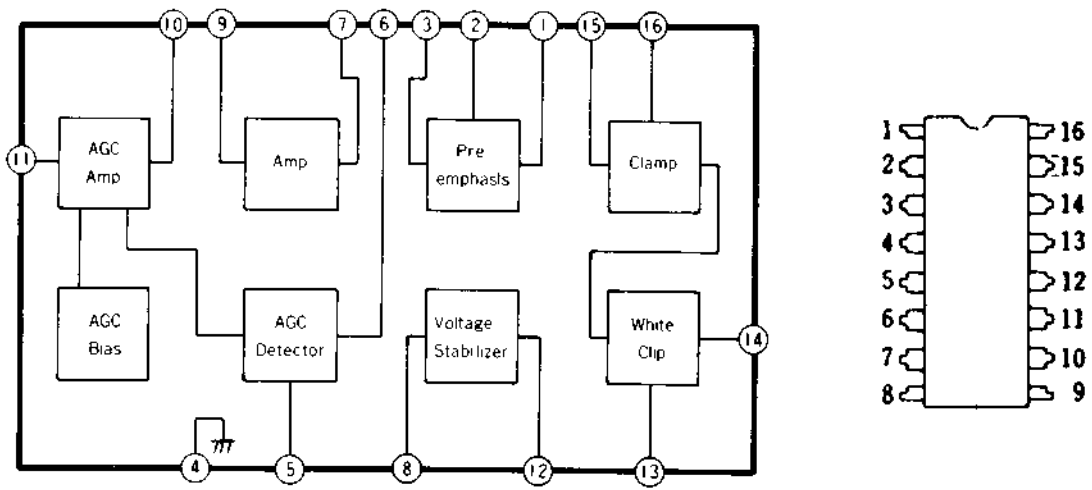 10 9 7 6 3 2 1 15 16
11
AGC
Amp
Amp
Pre
emphasis
Clamp
AGC
Bias
AGC
Detector
Voltage
Stabilizer
White
Clip
14
4 5 8 12 13
1 16
2 15
3 14
4 13
5 12
6 11
7 10
8 9